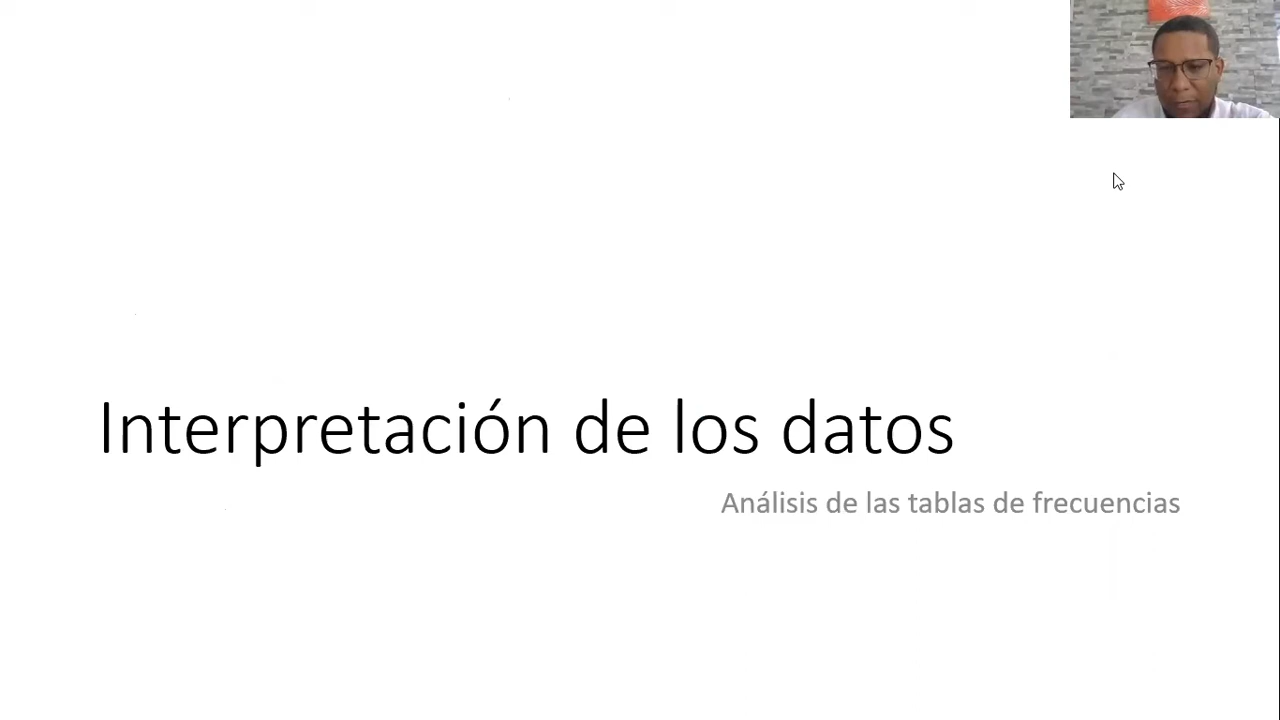 Interpretación de los datos
Análisis de las tablas de frecuencias